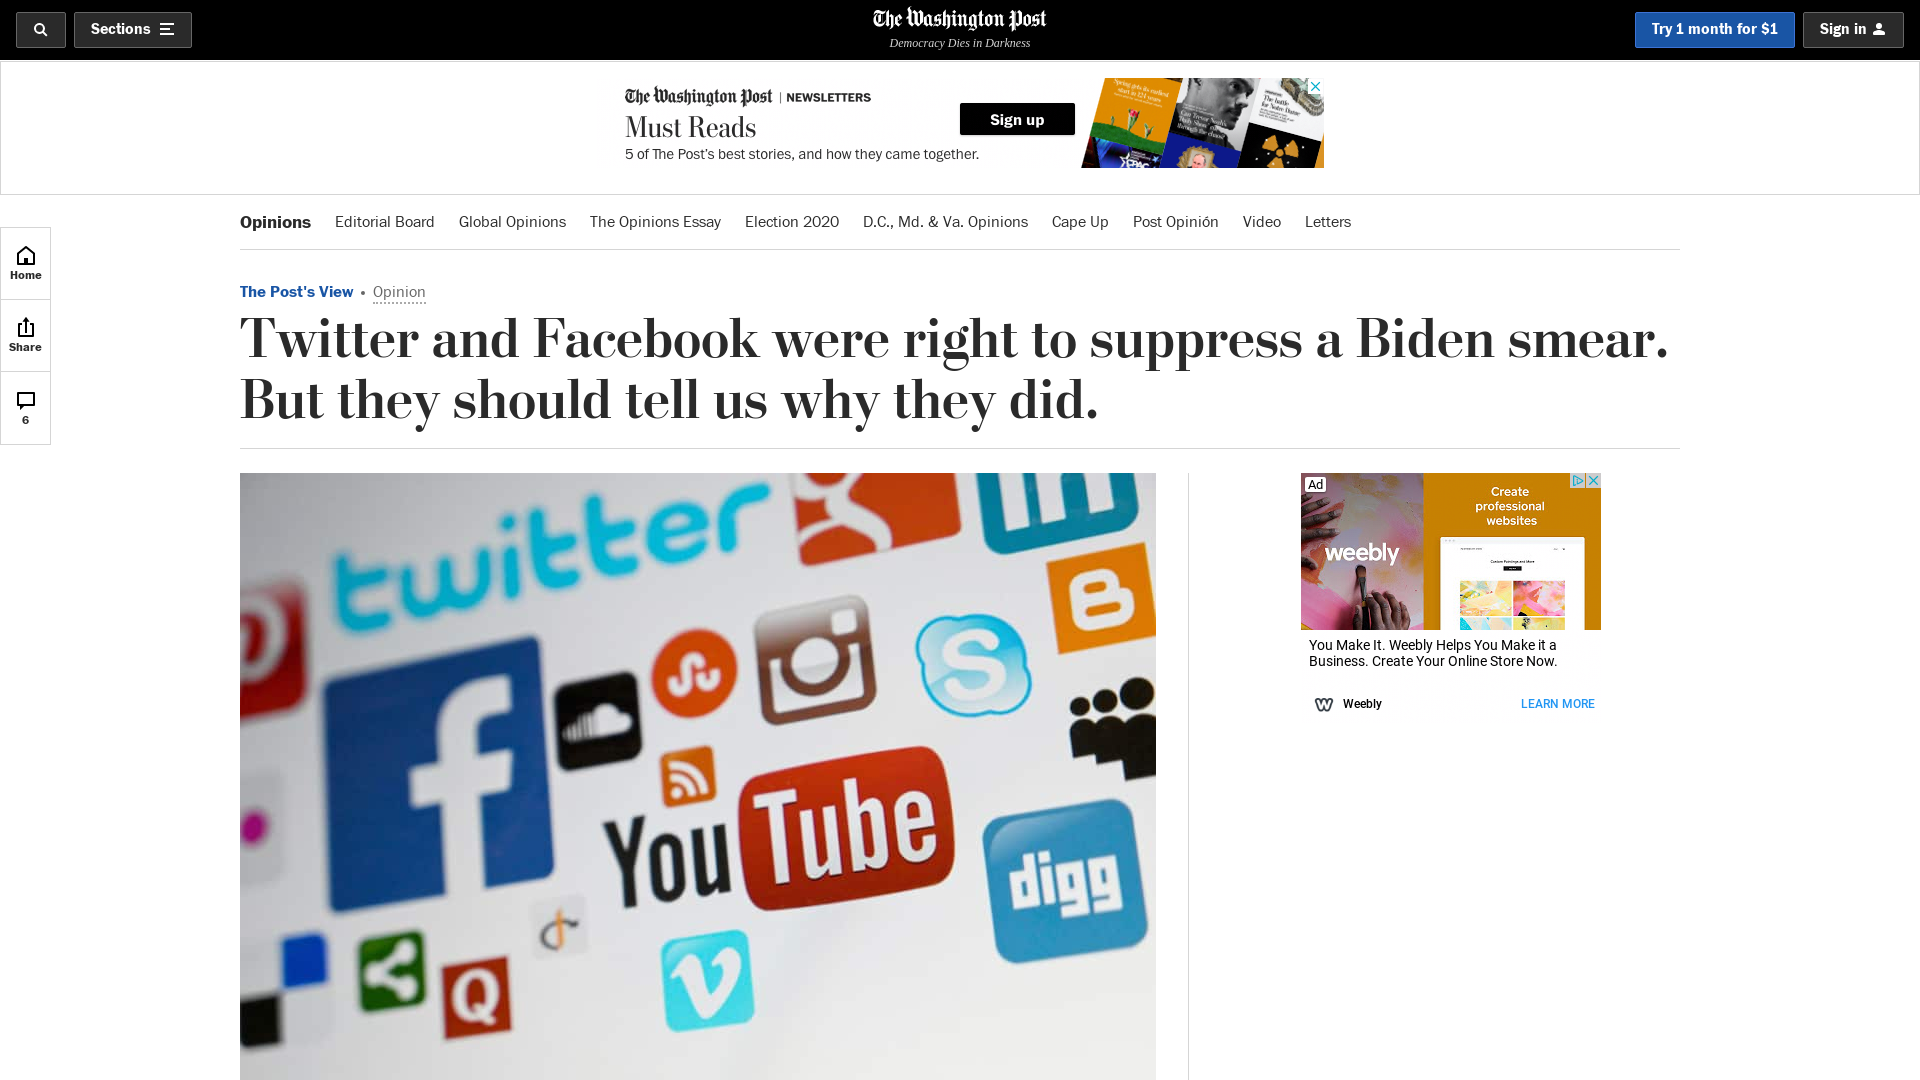 Sections
The Washington Post
Democracy Dies in Darkness
Try 1 month for $1
Sign in
The Washington Post | NEWSLETTERS
Must Reads
5 of The Post's best stories, and how they came together.
Sign up
Opinions
Editorial Board
Global Opinions
The Opinions Essay
Election 2020
D.C., Md. & Va. Opinions
Cape Up
Post Opinión
Video
Letters
Home
Share
6
The Post's View • Opinion
Twitter and Facebook were right to suppress a Biden smear.
But they should tell us why they did.
twitter
in
You Tube
digg
Ad
Create
professional
websites
weebly
You Make It. Weebly Helps You Make it a
Business. Create Your Online Store Now.
Weebly
LEARN MORE